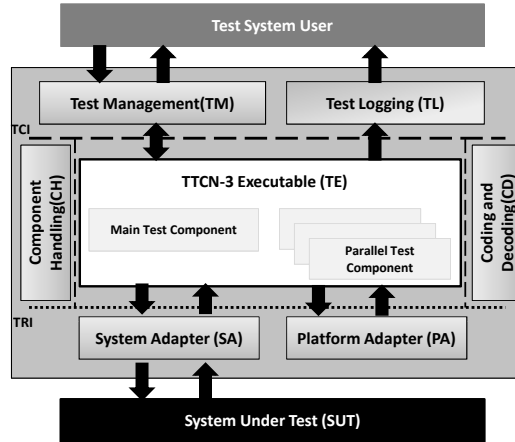 Test System User
Test Management(TM)
Test Logging (TL)
TCI
Component
Handling(CH)
TTCN-3 Executable (TE)
Main Test Component
Parallel Test
Component
Coding and
Decoding(CD)
TRI
System Adapter (SA)
Platform Adapter (PA)
System Under Test (SUT)